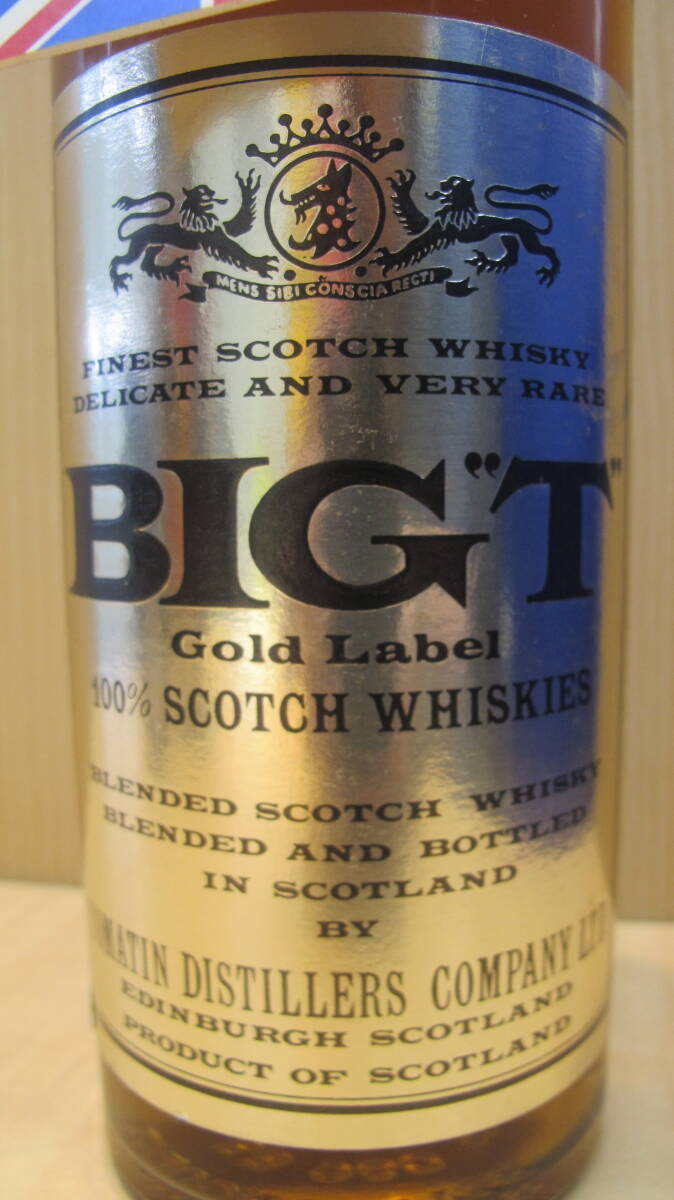 MENS SIBI CONSCIA RECTI
FINEST SCOTCH WHISKY
DELICATE AND VERY RARE
BIG "T"
Gold Label
100% SCOTCH WHISKIES
BLENDED SCOTCH WHISKY
BLENDED AND BOTTLED
IN SCOTLAND
BY
DISTILLERS COMPANY LTD
EDINBURGH SCOTLAND
PRODUCT OF SCOTLAND